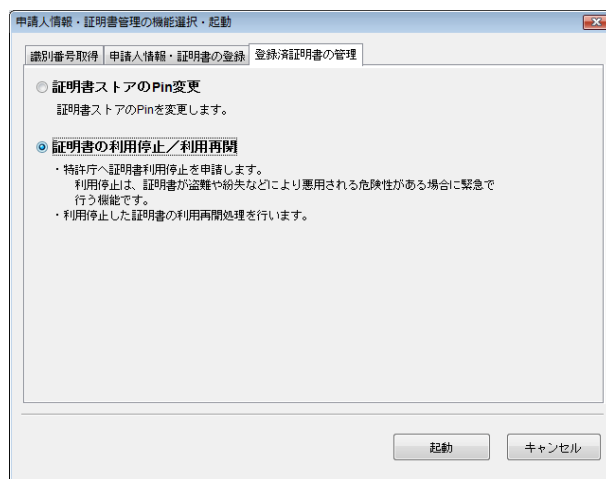 申請人情報・証明書管理の機能選択・起動
識別番号取得 申請人情報・証明書の登録 登録済証明書の管理
証明書ストアのPin変更
証明書ストアのPinを変更します。
証明書の利用停止／利用再開
・特許庁へ証明書利用停止を申請します。
利用停止は、証明書が盗難や紛失などにより悪用される危険性がある場合に緊急で
行う機能です。
・利用停止した証明書の利用再開処理を行います。
起動 キャンセル